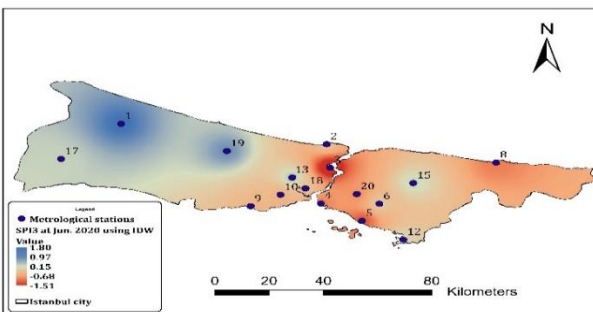 N
2
1
8
19
17
13
15
18
10
20
9
4
6
5
12
Legend
Metrological stations
SPI3 at Jun. 2020 using IDW
Value
1.80
0.97
0.15
-0.68
-1.51
Istanbul city
0 20 40 80
Kilometers